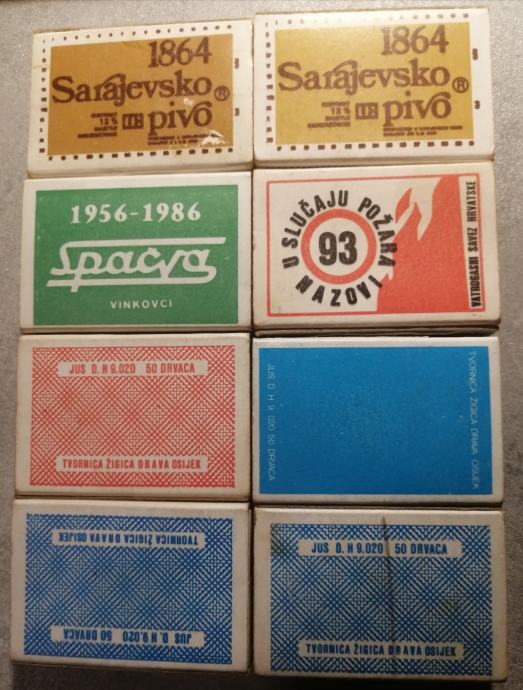 1864
Sarajevsko
pivo ®
12%
1864
Sarajevsko
pivo ®
12%
1956-1986
Spačva
VINKOVCI
U SLUČAJU POŽARA
93
NAZOVI
VATROGASNI SAVEZ HRVATSKE
JUS D. H 9.020 50 DRVACA
TVORNICA ŽIGICA DRAVA OSIJEK
JUS D. H 9 020 50 DRVACA
TVORNICA ŽIGICA DRAVA OSIJEK
TVORNICA ŽIGICA DRAVA OSIJEK
JUS D. H 9.020 50 DRVACA
JUS D. H 9.020 50 DRVACA
TVORNICA ŽIGICA DRAVA OSIJEK